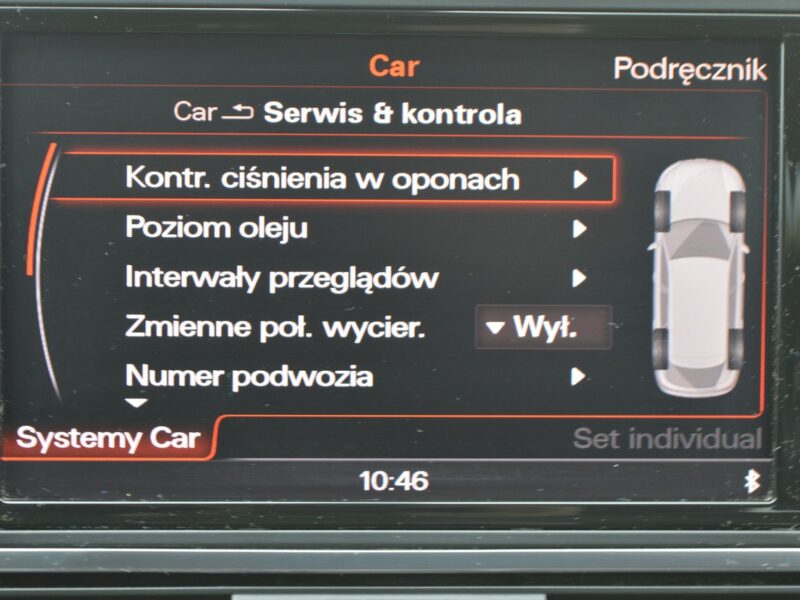 Car
Podręcznik
Car Serwis & kontrola
Kontr. ciśnienia w oponach
Poziom oleju
Interwały przeglądów
Zmienne poł. wycier. Wył.
Numer podwozia
Systemy Car
Set individual
10:46